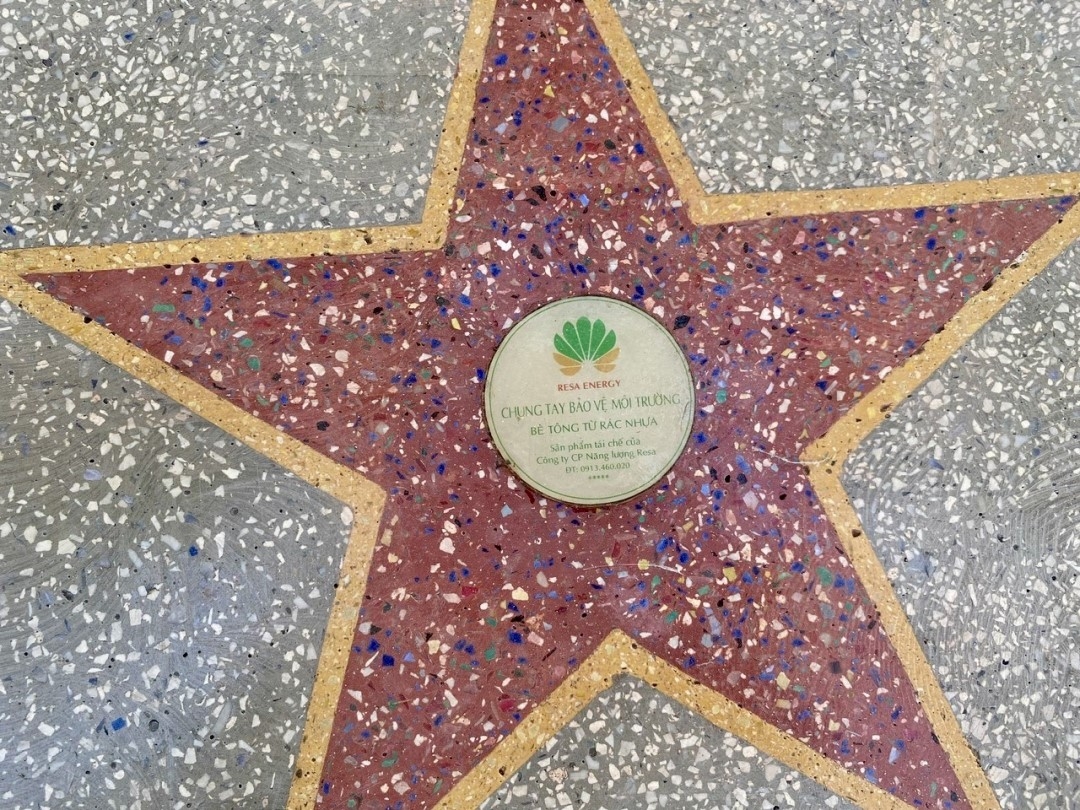 RESA ENERGY
CHUNG TAY BẢO VỆ MÔI TRƯỜNG
BÊ TÔNG TỪ RÁC NHỰA
Sản phẩm tái chế của
Công ty CP Năng lượng Resa
ĐT: 0913.460.020
*****